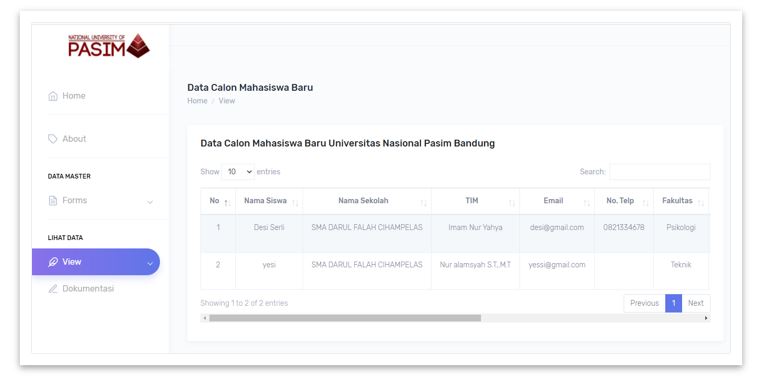 NATIONAL UNIVERSITY OF
PASIM
Home
About
DATA MASTER
Forms
LIHAT DATA
View
Dokumentasi
Data Calon Mahasiswa Baru
Home / View
Data Calon Mahasiswa Baru Universitas Nasional Pasim Bandung
Show 10 entries
Search:
No Nama Siswa Nama Sekolah TIM Email No. Telp Fakultas
1 Desi Serli SMA DARUL FALAH CIHAMPELAS Imam Nur Yahya desi@gmail.com 0821334678 Psikologi
2 yesi SMA DARUL FALAH CIHAMPELAS Nur alamsyah S.T,. M.T yessi@gmail.com Teknik
Showing 1 to 2 of 2 entries
Previous 1 Next